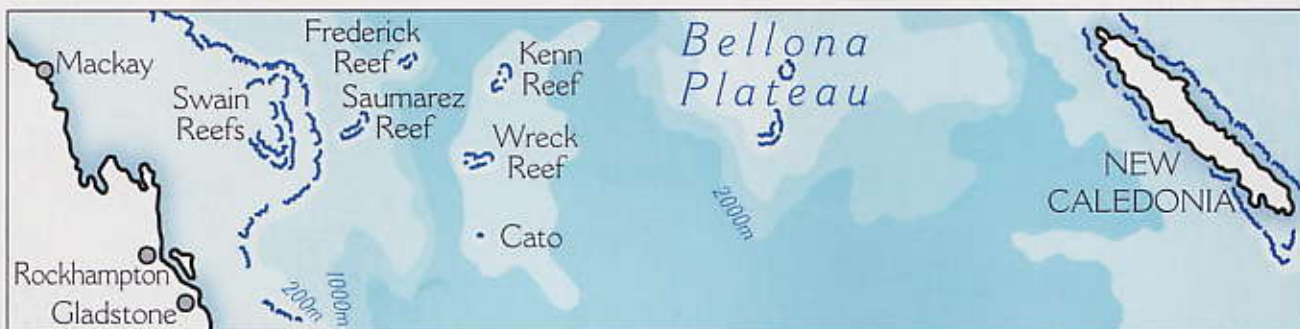 Mackay
Swain
Reefs
Frederick
Reef
Saumarez
Reef
Kenn
Reef
Wreck
Reef
Cato
Bellona
Plateau
2000m
NEW
CALEDONIA
Rockhampton
Gladstone
200m
1000m